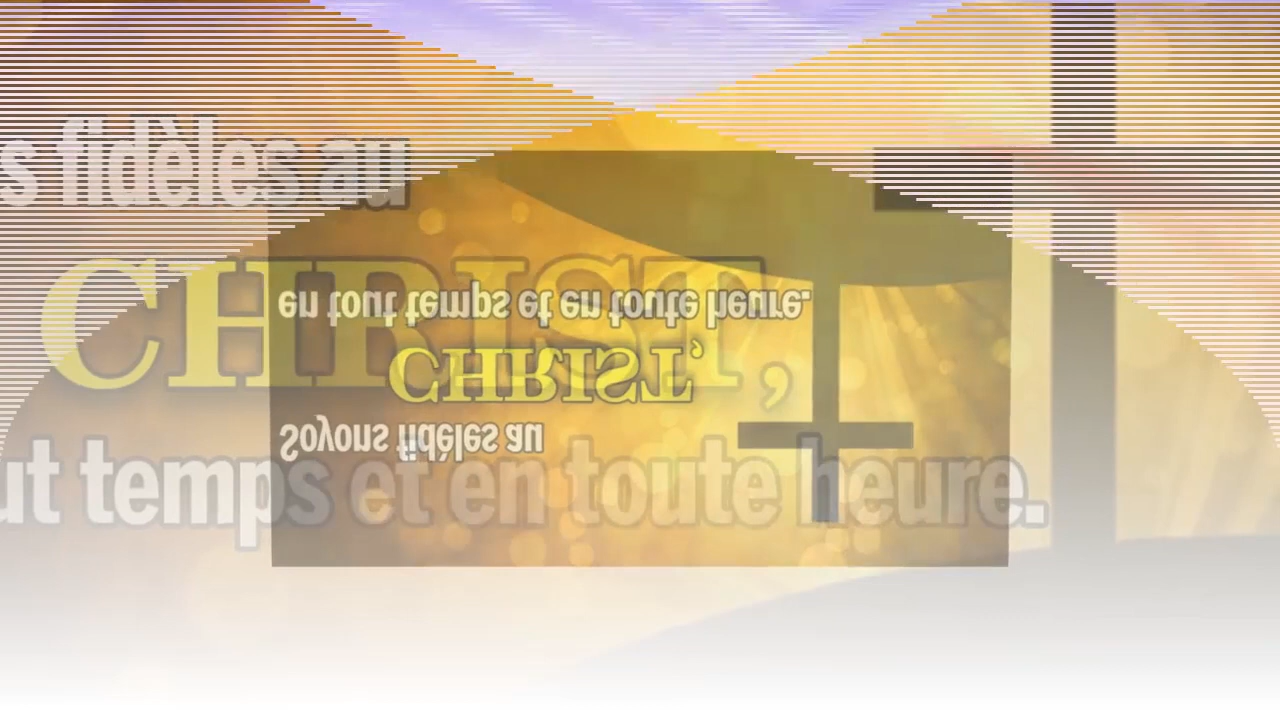 s fidèles au
CHRIST,
ut temps et en toute heure.
en tout temps et en toute heure.
CHRIST,
Soyons fidèles au